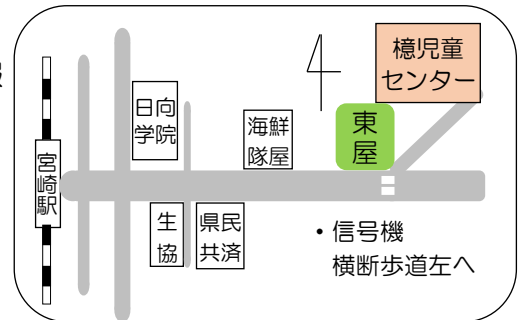 檍児童
センター
日向
学院
海鮮
隊屋
東
屋
宮崎駅
生
協
県民
共済
・信号機
横断歩道左へ